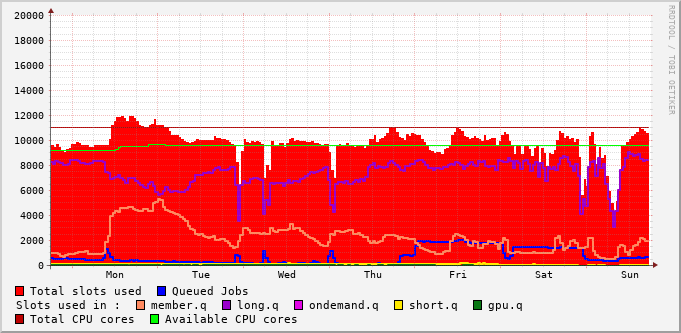 20000
18000
16000
14000
12000
10000
8000
6000
4000
2000
0
Mon Tue Wed Thu Fri Sat Sun
Total slots used Queued Jobs
Slots used in : member.q long.q ondemand.q short.q gpu.q
Total CPU cores Available CPU cores
RRDTOOL / TOBI OETIKER